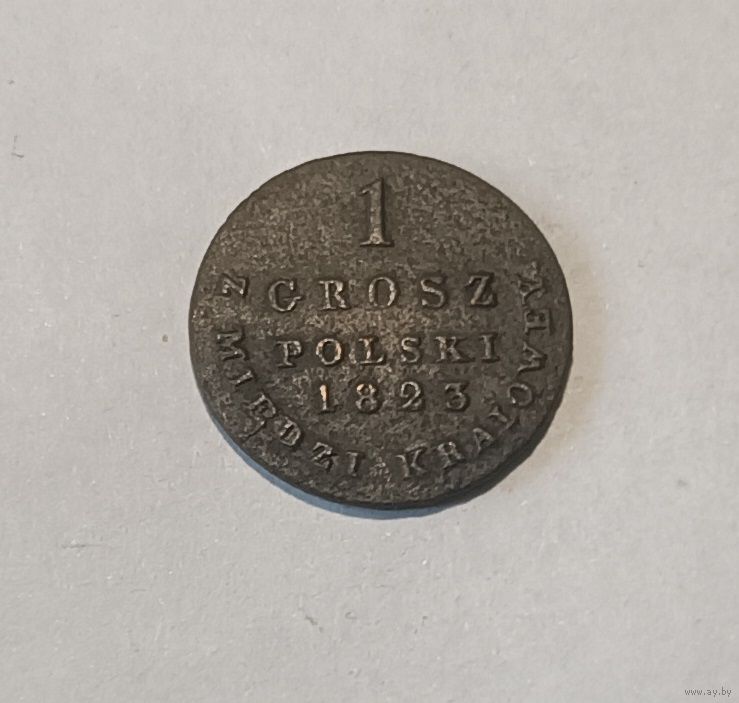 1
GROSZ
POLSKI
1823
Z MIEDZI KRAIOWEY
www.ay.by